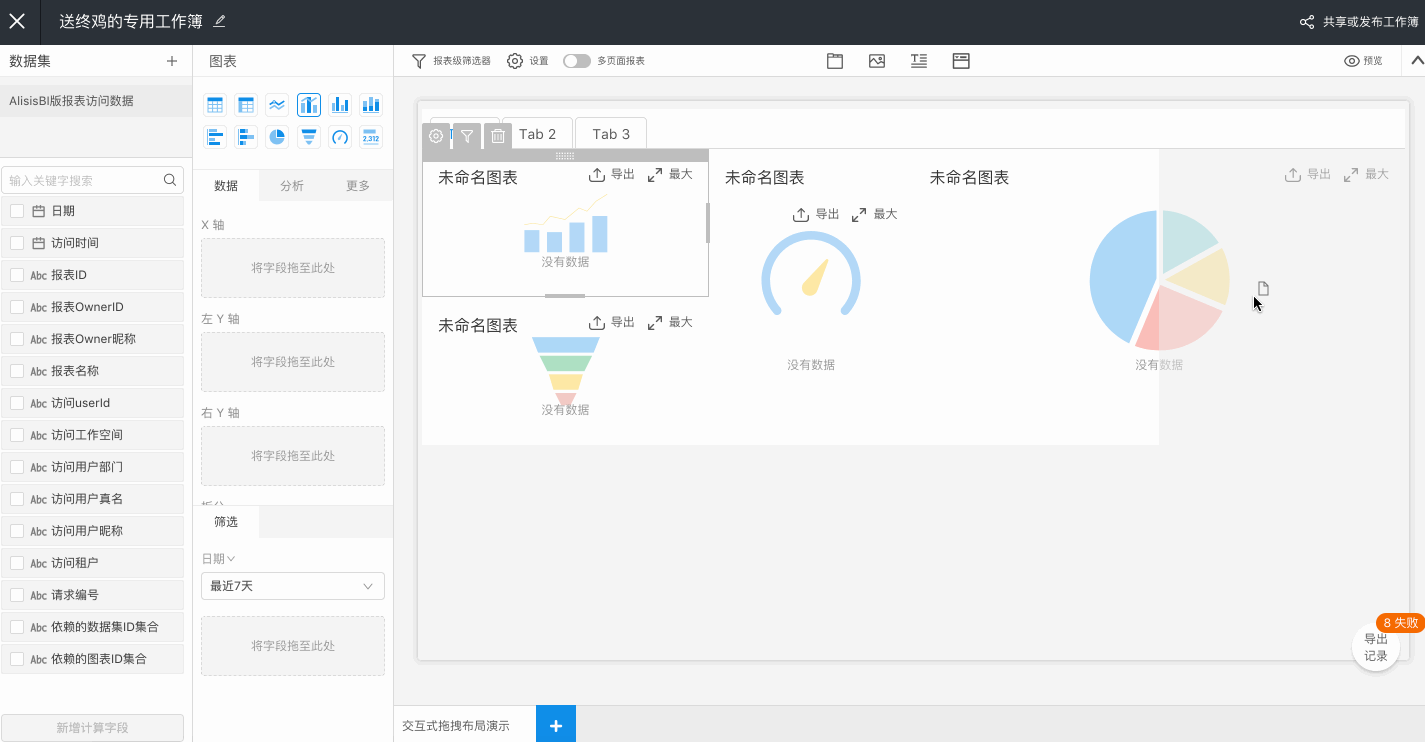 送终鸡的专用工作簿
共享或发布工作簿
数据集
AlisisBI版报表访问数据
输入关键字搜索
日期
访问时间
Abc 报表ID
Abc 报表OwnerID
Abc 报表Owner昵称
Abc 报表名称
Abc 访问userId
Abc 访问工作空间
Abc 访问用户部门
Abc 访问用户真名
Abc 访问用户昵称
Abc 访问租户
Abc 请求编号
Abc 依赖的数据集ID集合
Abc 依赖的图表ID集合
新增计算字段
图表
2,312
数据 分析 更多
X 轴
将字段拖至此处
左 Y 轴
将字段拖至此处
右 Y 轴
将字段拖至此处
筛选
日期
最近7天
将字段拖至此处
报表级筛选器 设置 多页面报表
预览
Tab 2 Tab 3
未命名图表 导出 最大
没有数据
未命名图表
导出 最大
没有数据
未命名图表 导出 最大
没有数据
未命名图表 导出 最大
没有数据
8 失败
导出
记录
交互式拖拽布局演示